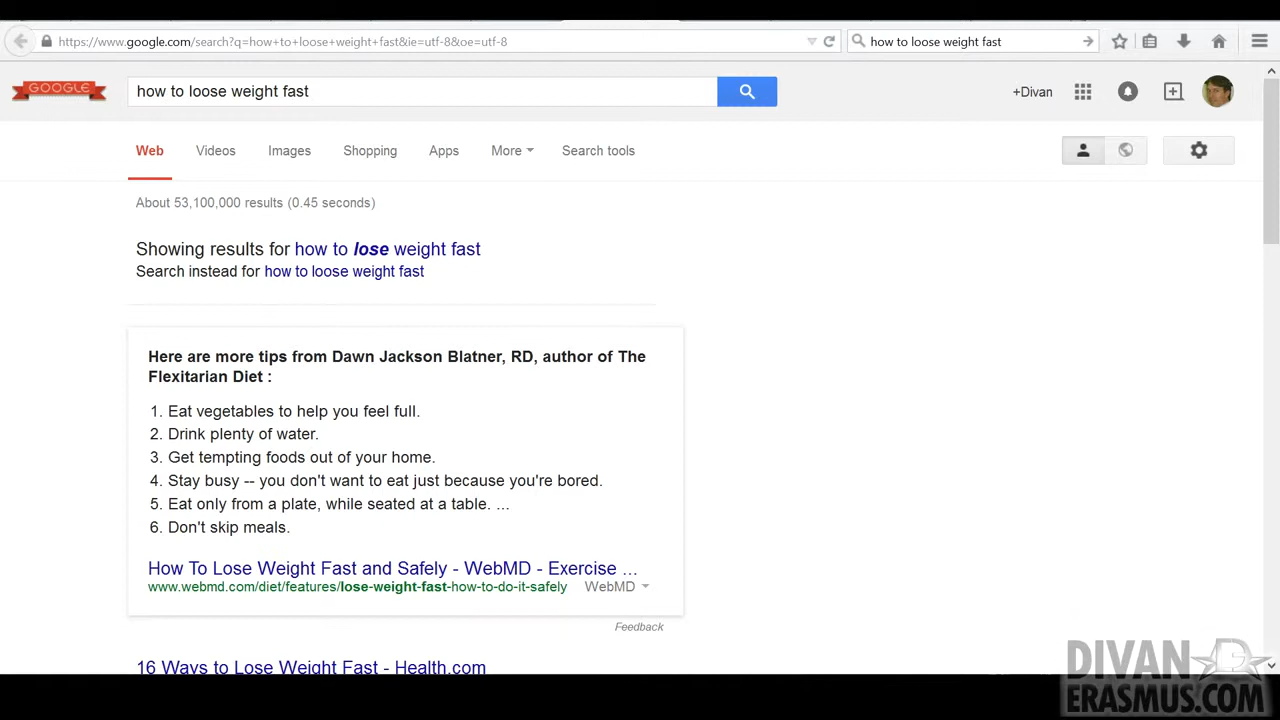 https://www.google.com/search?q=how+to+loose+weight+fast&ie=utf-8&oe=utf-8
how to loose weight fast
GOOGLE
how to loose weight fast
+Divan
Web Videos Images Shopping Apps More Search tools
About 53,100,000 results (0.45 seconds)
Showing results for how to lose weight fast
Search instead for how to loose weight fast
Here are more tips from Dawn Jackson Blatner, RD, author of The
Flexitarian Diet :
1. Eat vegetables to help you feel full.
2. Drink plenty of water.
3. Get tempting foods out of your home.
4. Stay busy -- you don't want to eat just because you're bored.
5. Eat only from a plate, while seated at a table. ...
6. Don't skip meals.
How To Lose Weight Fast and Safely - WebMD - Exercise ...
www.webmd.com/diet/features/lose-weight-fast-how-to-do-it-safely WebMD
Feedback
16 Ways to Lose Weight Fast - Health.com
DIVAN
ERASMUS.COM